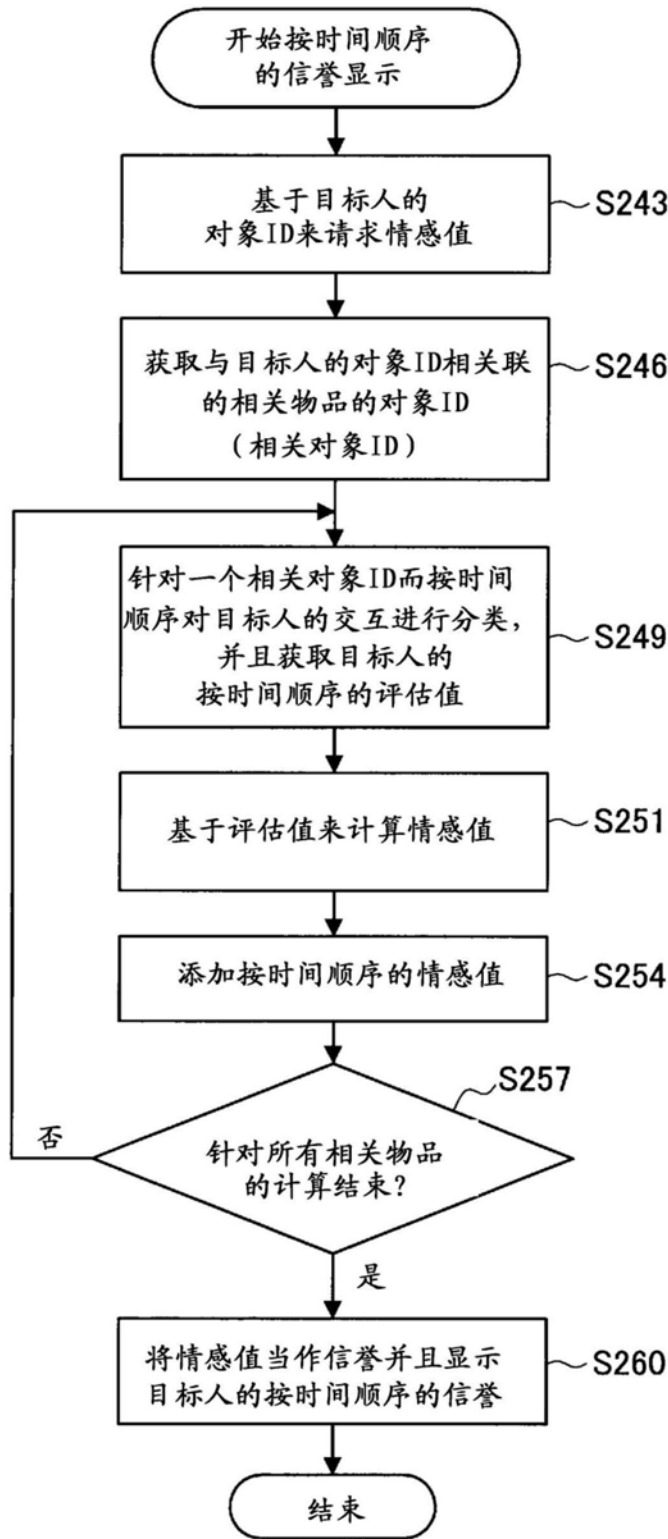 开始按时间顺序
的信誉显示
基于目标人的
对象ID来请求情感值
S243
获取与目标人的对象ID相关联
的相关物品的对象ID
(相关对象ID)
S246
针对一个相关对象ID而按时间
顺序对目标人的交互进行分类，
并且获取目标人的
按时间顺序的评估值
S249
基于评估值来计算情感值
S251
添加按时间顺序的情感值
S254
S257
否
针对所有相关物品
的计算结束？
是
将情感值当作信誉并且显示
目标人的按时间顺序的信誉
S260
结束